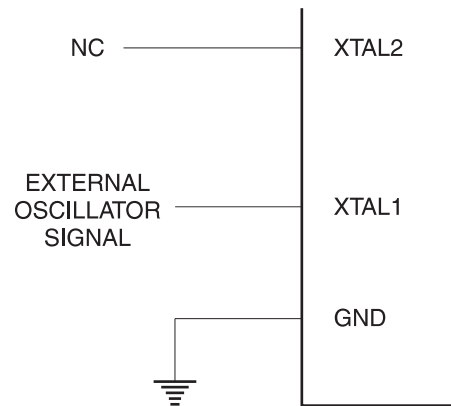 NC
XTAL2
EXTERNAL
OSCILLATOR
SIGNAL
XTAL1
GND